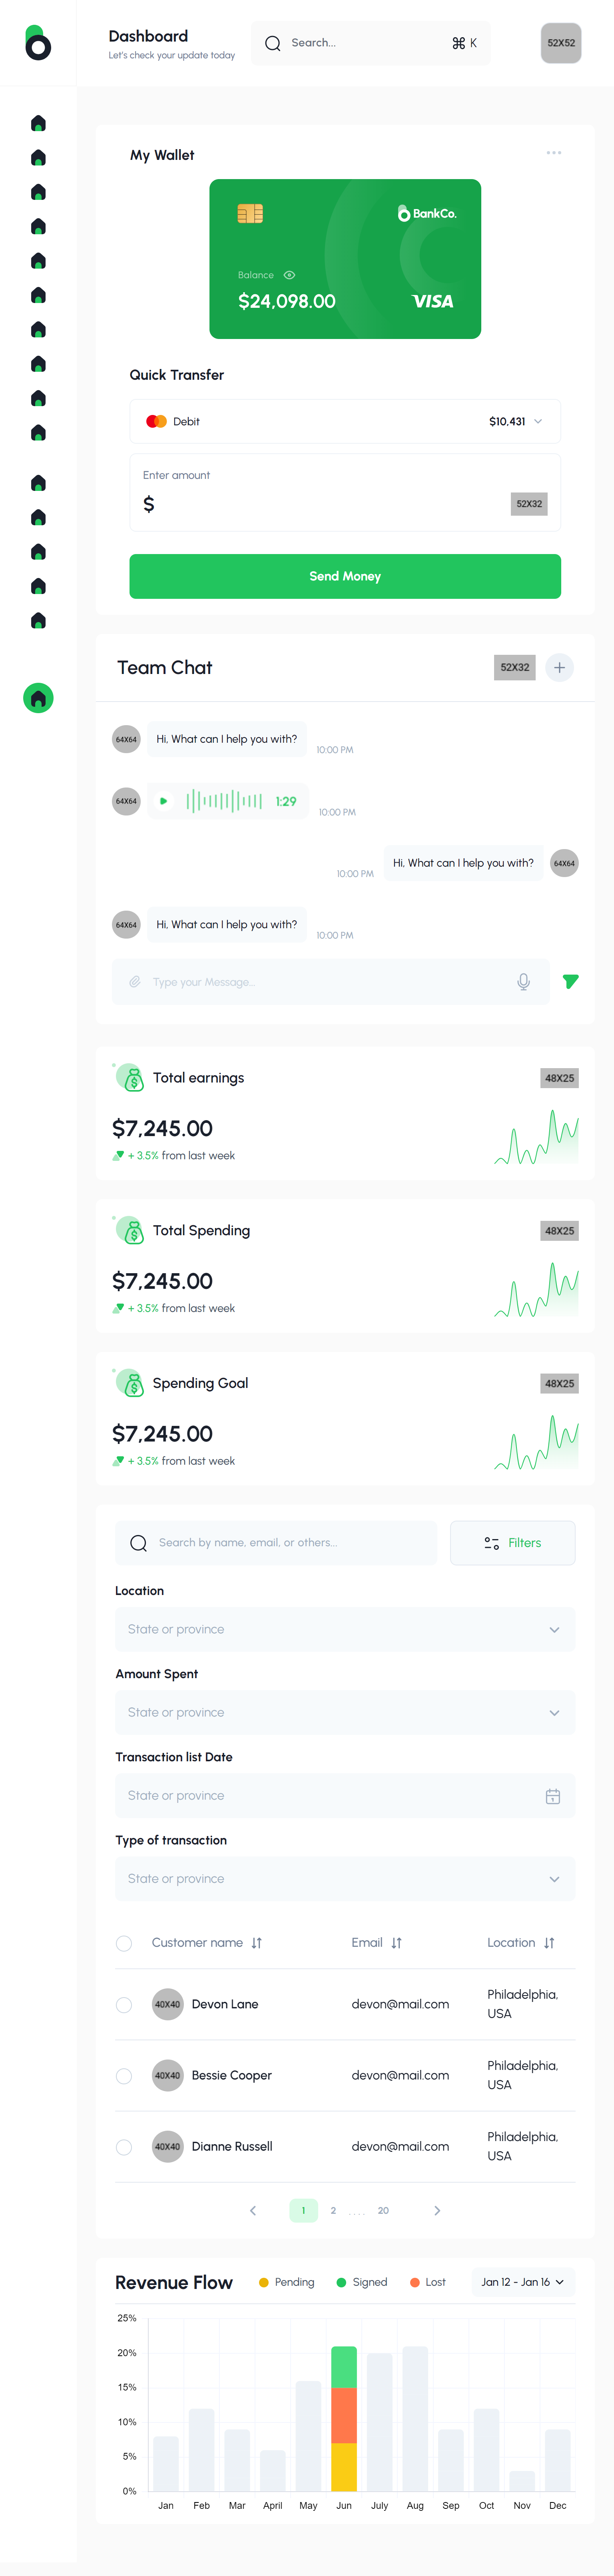 Dashboard
Let's check your update today
Search...
⌘ K
52X52
My Wallet
BankCo.
Balance
$24,098.00
VISA
Quick Transfer
Debit
$10,431
Enter amount
$
52X32
Send Money
Team Chat
52X32
64X64
Hi, What can I help you with?
10:00 PM
64X64
1:29
10:00 PM
10:00 PM
Hi, What can I help you with?
64X64
64X64
Hi, What can I help you with?
10:00 PM
Type your Message...
Total earnings
48X25
$7,245.00
+ 3.5% from last week
Total Spending
48X25
$7,245.00
+ 3.5% from last week
Spending Goal
48X25
$7,245.00
+ 3.5% from last week
Search by name, email, or others...
Filters
Location
State or province
Amount Spent
State or province
Transaction list Date
State or province
Type of transaction
State or province
Customer name
Email
Location
40X40
Devon Lane
devon@mail.com
Philadelphia,
USA
40X40
Bessie Cooper
devon@mail.com
Philadelphia,
USA
40X40
Dianne Russell
devon@mail.com
Philadelphia,
USA
1 2 .... 20
Revenue Flow
Pending
Signed
Lost
Jan 12 - Jan 16
25%
20%
15%
10%
5%
0%
Jan Feb Mar April May Jun July Aug Sep Oct Nov Dec